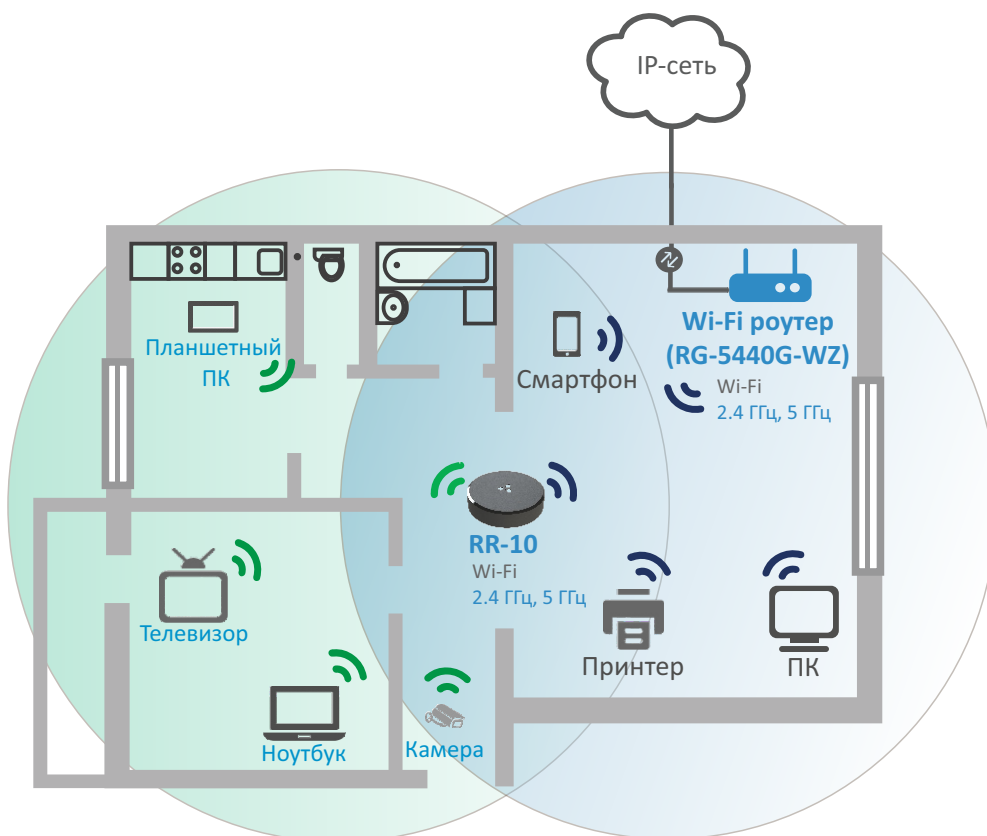 IP-сеть
Wi-Fi роутер
(RG-5440G-WZ)
Wi-Fi
2.4 ГГц, 5 ГГц
Планшетный
ПК
Смартфон
RR-10
Wi-Fi
2.4 ГГц, 5 ГГц
Телевизор
Принтер
ПК
Ноутбук
Камера